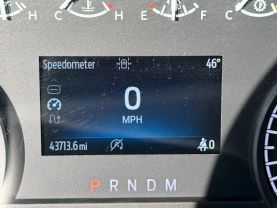 C H E F
Speedometer 46°
0
MPH
43713.6 mi 0
P R N D M